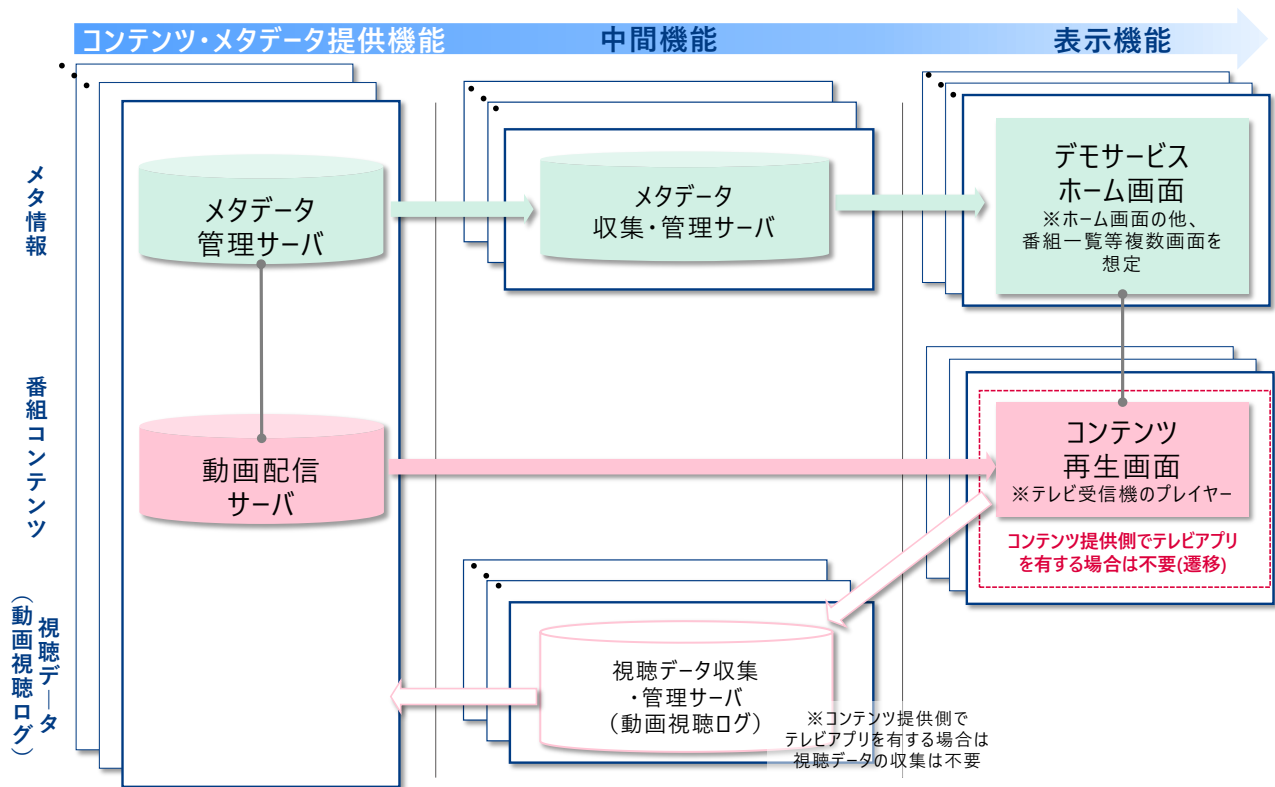 コンテンツ・メタデータ提供機能
中間機能
表示機能
メタ情報
メタデータ
管理サーバ
メタデータ
収集・管理サーバ
デモサービス
ホーム画面
※ホーム画面の他、
番組一覧等複数画面を
想定
番組コンテンツ
動画配信
サーバ
コンテンツ
再生画面
※テレビ受信機のプレイヤー
コンテンツ提供側でテレビアプリ
を有する場合は不要(遷移)
視聴データ
（動画視聴ログ）
視聴データ収集
・管理サーバ
（動画視聴ログ）
※コンテンツ提供側で
テレビアプリを有する場合は
視聴データの収集は不要